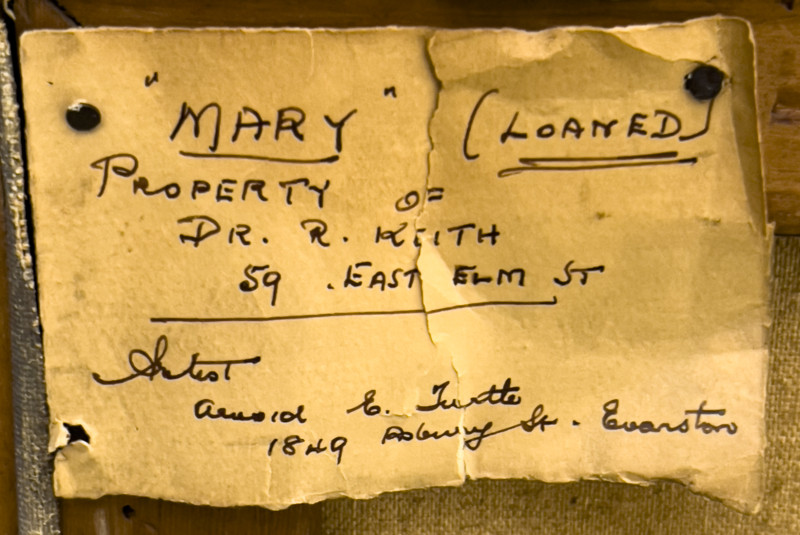 "MARY" (LOANED)
PROPERTY OF
DR. R. KEITH
59 . EAST ELM ST
Artist
Arnold E. Turtle
1849 Asbury St. Evanston